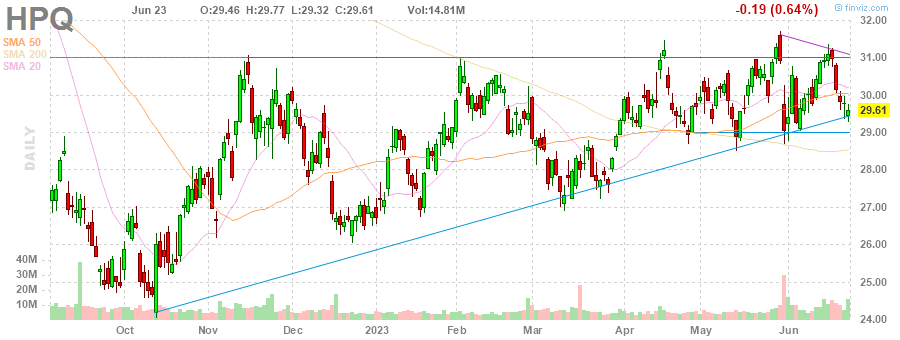 HPQ
Jun 23
O:29.46 H:29.77 L:29.32 C:29.61
Vol:14.81M
-0.19 (0.64%)
© finviz.com
SMA 50
SMA 200
SMA 20
DAILY
32.00
31.00
30.00
29.61
29.00
28.00
27.00
26.00
25.00
24.00
40M
30M
20M
10M
Oct Nov Dec 2023 Feb Mar Apr May Jun